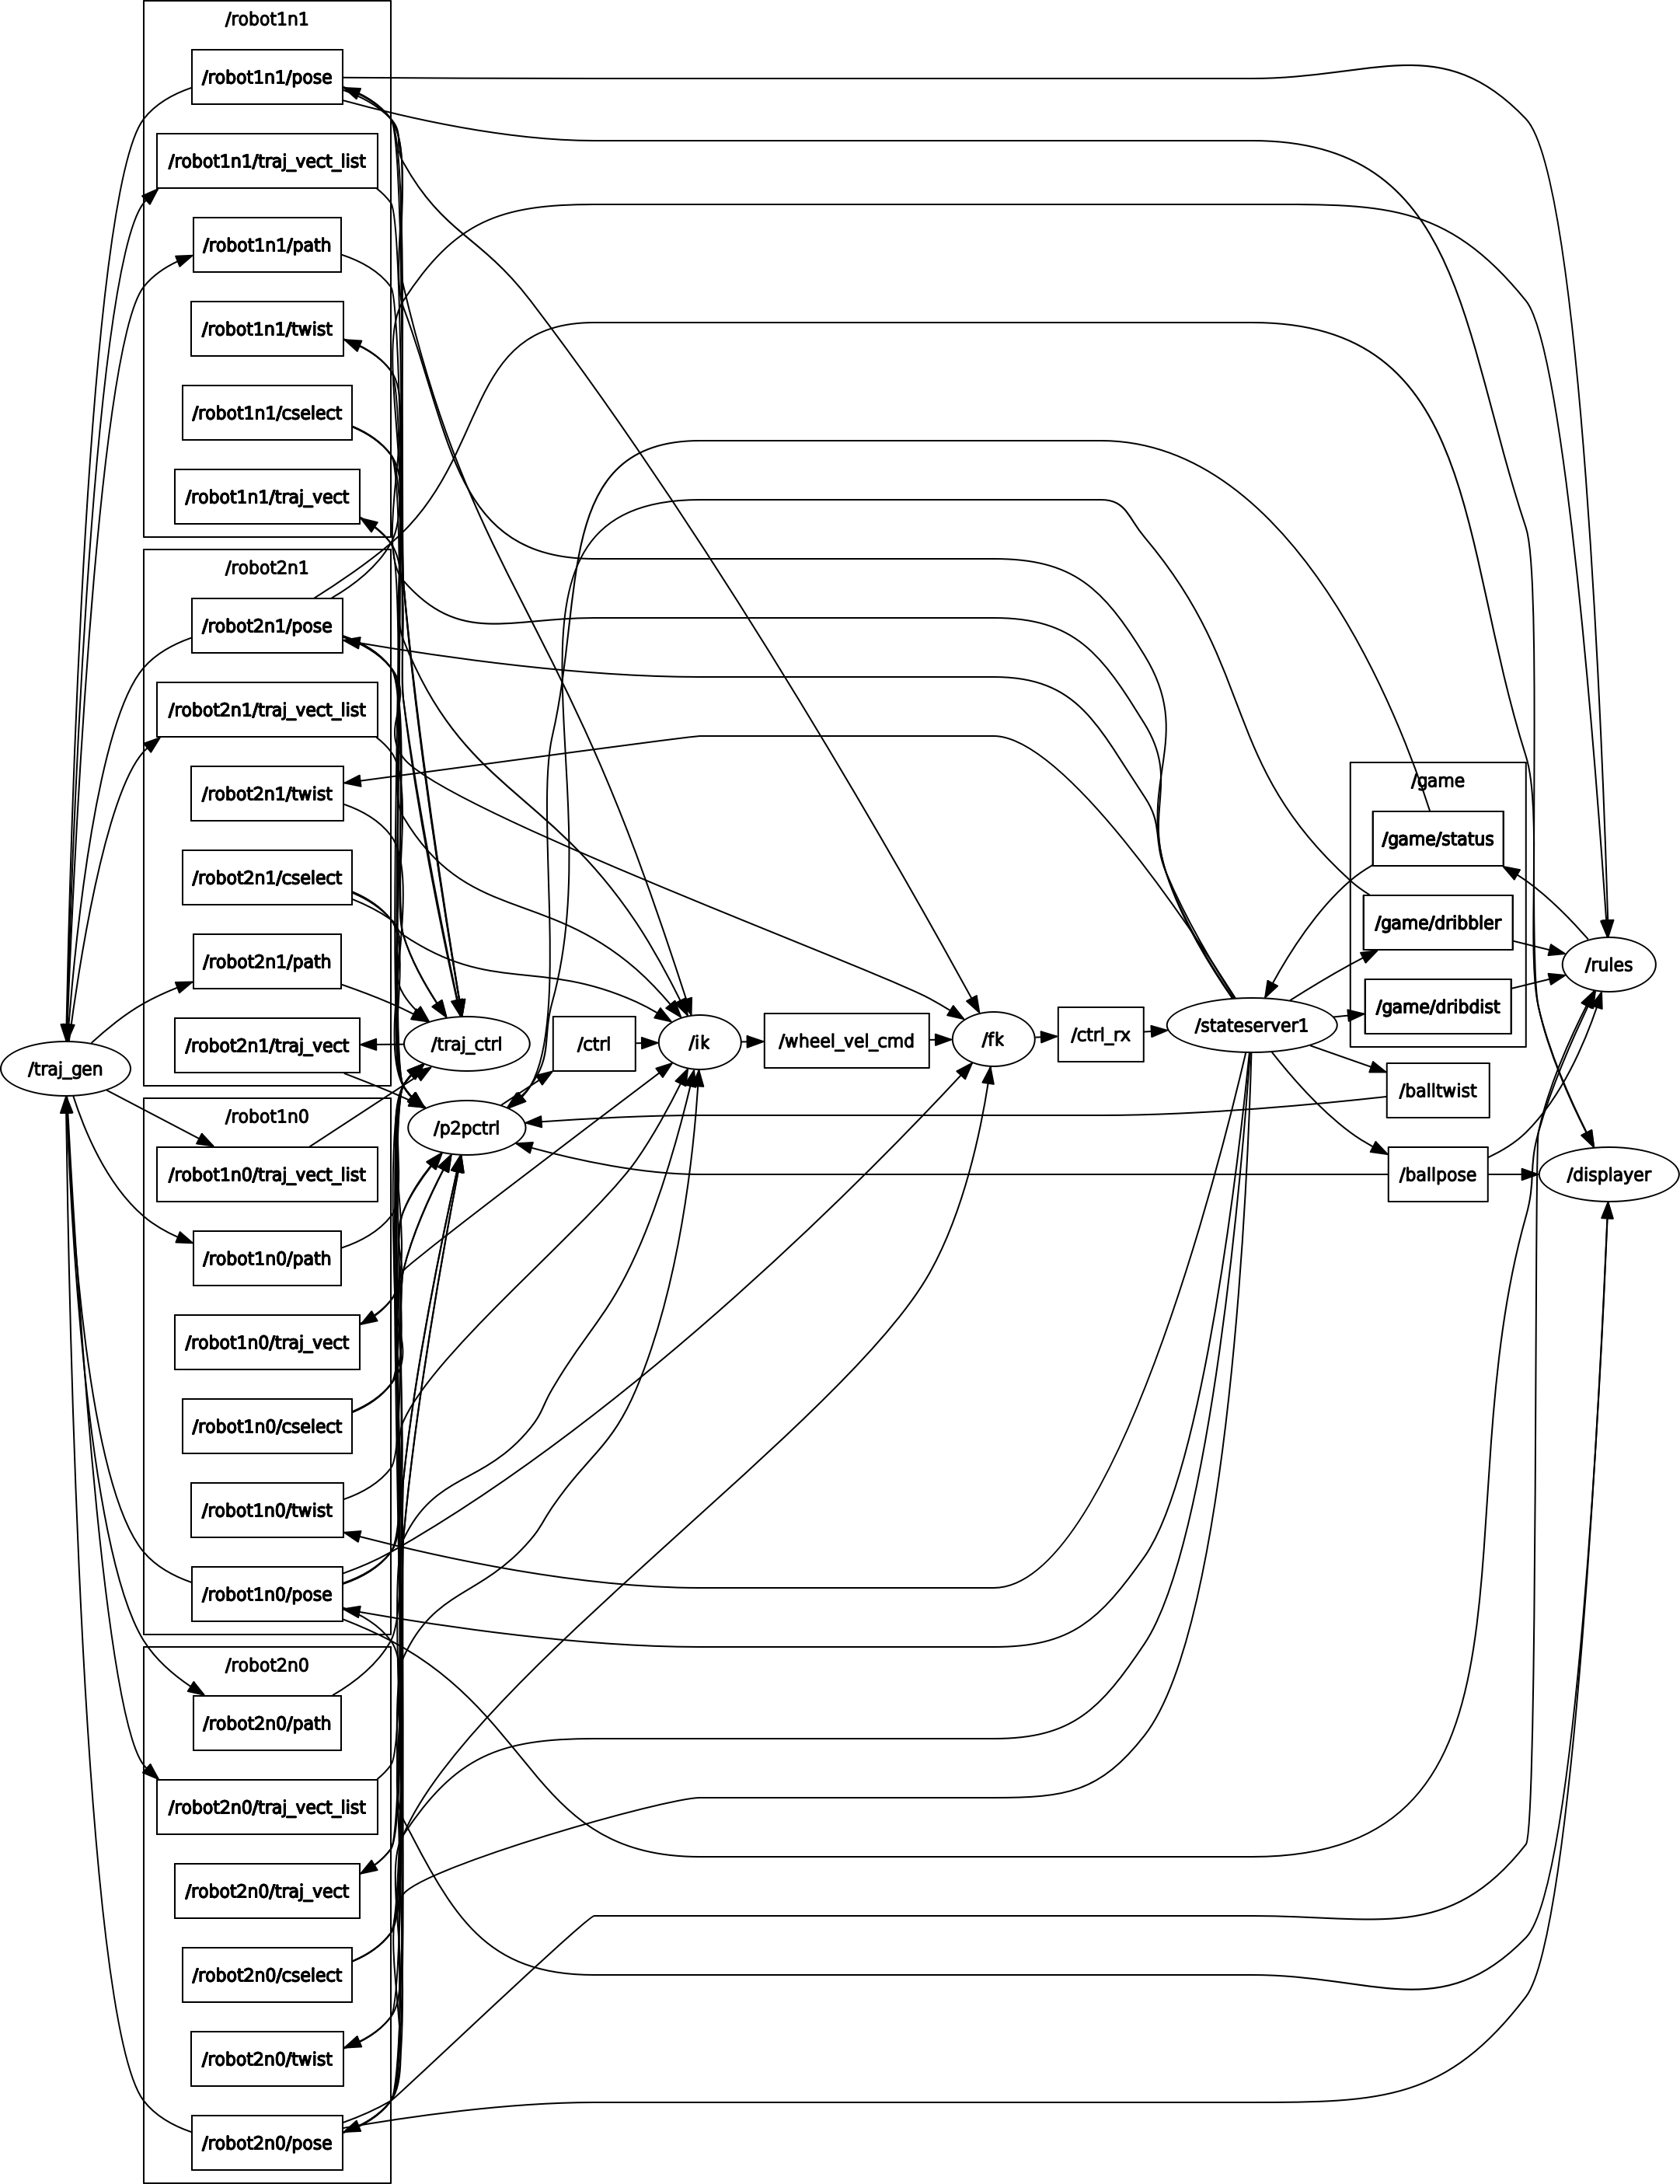 /robot1n1
/robot1n1/pose
/robot1n1/traj_vect_list
/robot1n1/path
/robot1n1/twist
/robot1n1/cselect
/robot1n1/traj_vect
/robot2n1
/robot2n1/pose
/robot2n1/traj_vect_list
/robot2n1/twist
/robot2n1/cselect
/robot2n1/path
/robot2n1/traj_vect
/traj_gen
/robot1n0
/robot1n0/traj_vect_list
/robot1n0/path
/robot1n0/traj_vect
/robot1n0/cselect
/robot1n0/twist
/robot1n0/pose
/robot2n0
/robot2n0/path
/robot2n0/traj_vect_list
/robot2n0/traj_vect
/robot2n0/cselect
/robot2n0/twist
/robot2n0/pose
/traj_ctrl
/p2pctrl
/ctrl
/ik
/wheel_vel_cmd
/fk
/ctrl_rx
/stateserver1
/game
/game/status
/game/dribbler
/game/dribdist
/balltwist
/ballpose
/rules
/displayer